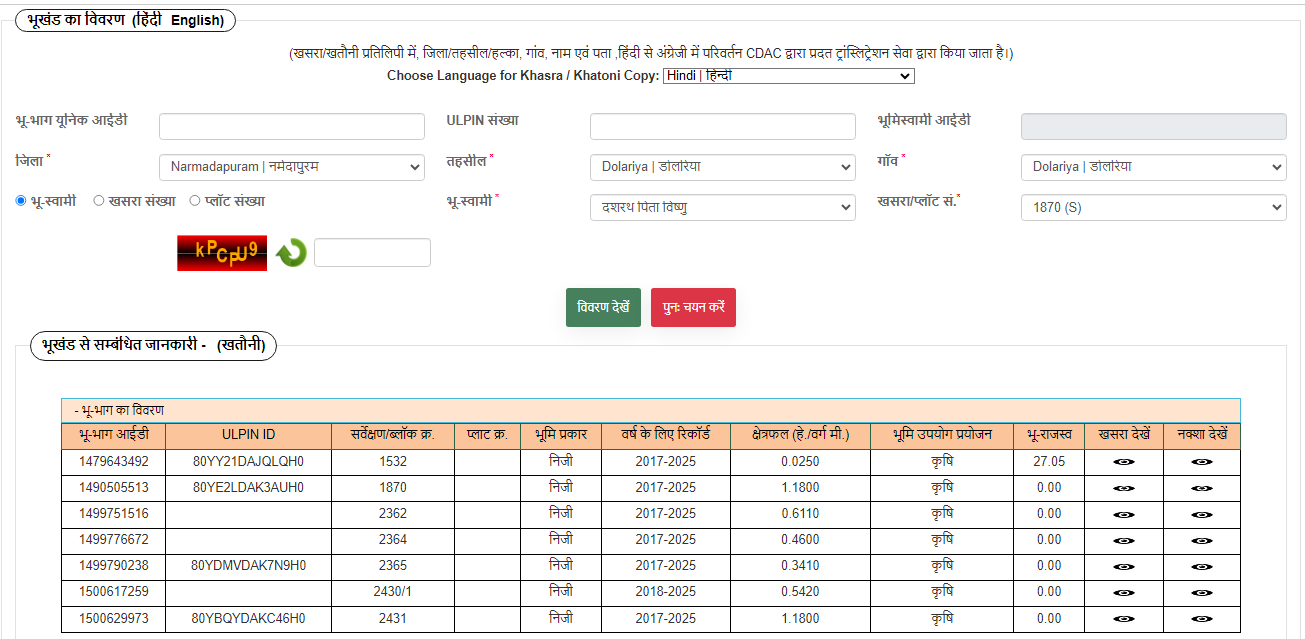 भूखंड का विवरण (हिंदी English)
(खसरा/खतौनी प्रतिलिपी में, जिला/तहसील/हल्का, गांव, नाम एवं पता ,हिंदी से अंग्रेजी में परिवर्तन CDAC द्वारा प्रदत ट्रांस्लिट्रेशन सेवा द्वारा किया जाता है।)
Choose Language for Khasra / Khatoni Copy: Hindi | हिन्दी
भू-भाग यूनिक आईडी ULPIN संख्या भूमिस्वामी आईडी
जिला * Narmadapuram | नर्मदापुरम तहसील * Dolariya | डोलरिया गाँव * Dolariya | डोलरिया
भू-स्वामी खसरा संख्या प्लॉट संख्या भू-स्वामी * दशरथ पिता विष्णु खसरा/प्लॉट सं.* 1870 (S)
kPCpU9
विवरण देखें पुनः चयन करें
भूखंड से सम्बंधित जानकारी - (खतौनी)
- भू-भाग का विवरण
भू-भाग आईडी ULPIN ID सर्वेक्षण/ब्लॉक क्र. प्लाट क्र. भूमि प्रकार वर्ष के लिए रिकॉर्ड क्षेत्रफल (हे./वर्ग मी.) भूमि उपयोग प्रयोजन भू-राजस्व खसरा देखें नक्शा देखें
1479643492 80YY21DAJQLQH0 1532 निजी 2017-2025 0.0250 कृषि 27.05
1490505513 80YE2LDAK3AUH0 1870 निजी 2017-2025 1.1800 कृषि 0.00
1499751516 2362 निजी 2017-2025 0.6110 कृषि 0.00
1499776672 2364 निजी 2017-2025 0.4600 कृषि 0.00
1499790238 80YDMVDAK7N9H0 2365 निजी 2017-2025 0.3410 कृषि 0.00
1500617259 2430/1 निजी 2018-2025 0.5420 कृषि 0.00
1500629973 80YBQYDAKC46H0 2431 निजी 2017-2025 1.1800 कृषि 0.00